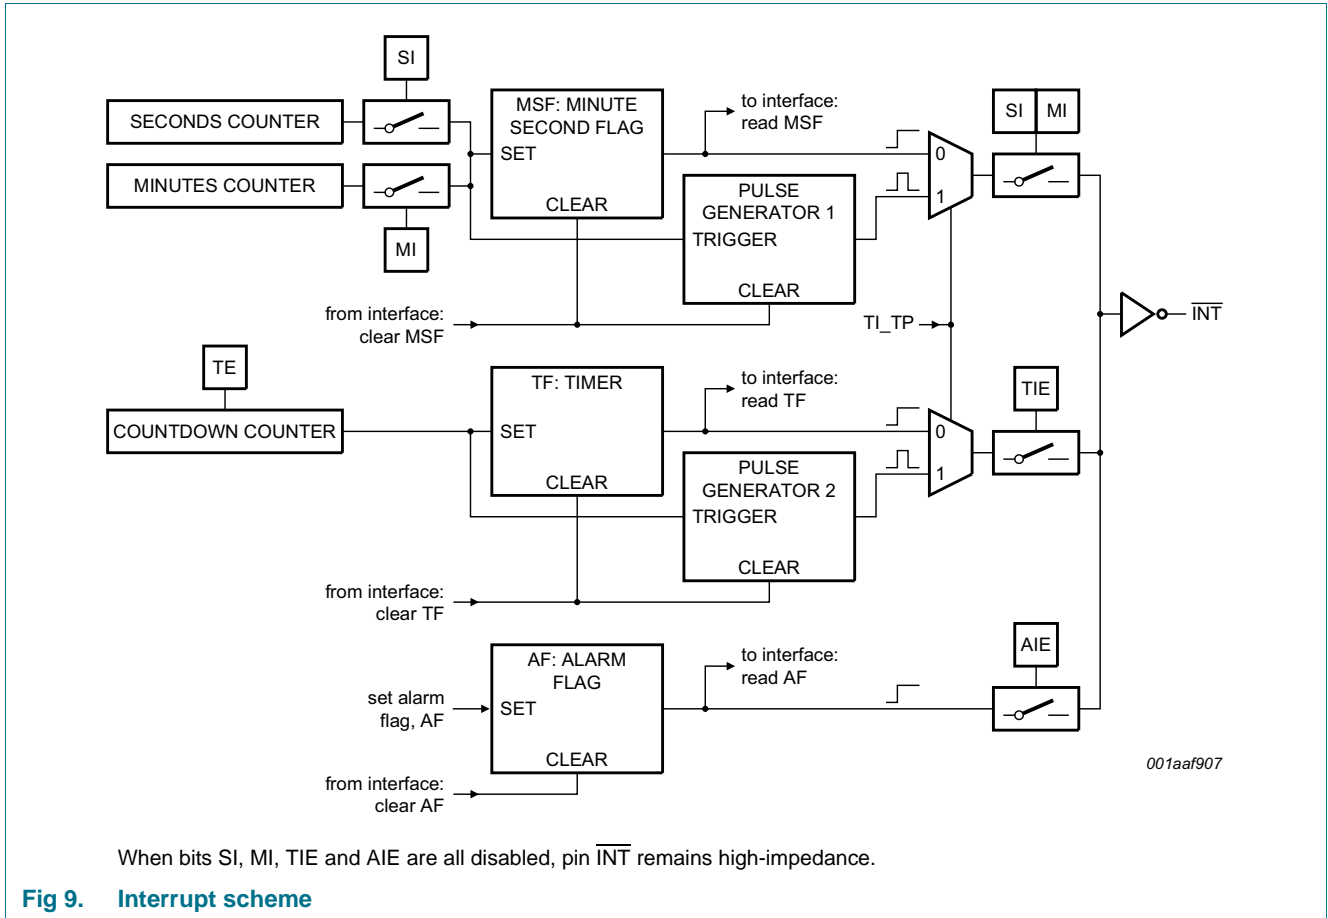 SI
SECONDS COUNTER
MINUTES COUNTER
MI
MSF: MINUTE
SECOND FLAG
SET
CLEAR
to interface:
read MSF
PULSE
GENERATOR 1
TRIGGER
CLEAR
0
1
SI MI
from interface:
clear MSF
TI_TP
INT
TE
COUNTDOWN COUNTER
TF: TIMER
SET
CLEAR
to interface:
read TF
PULSE
GENERATOR 2
TRIGGER
CLEAR
0
1
TIE
from interface:
clear TF
set alarm
flag, AF
AF: ALARM
FLAG
SET
CLEAR
to interface:
read AF
AIE
from interface:
clear AF
001aaf907
When bits SI, MI, TIE and AIE are all disabled, pin INT remains high-impedance.
Fig 9. Interrupt scheme